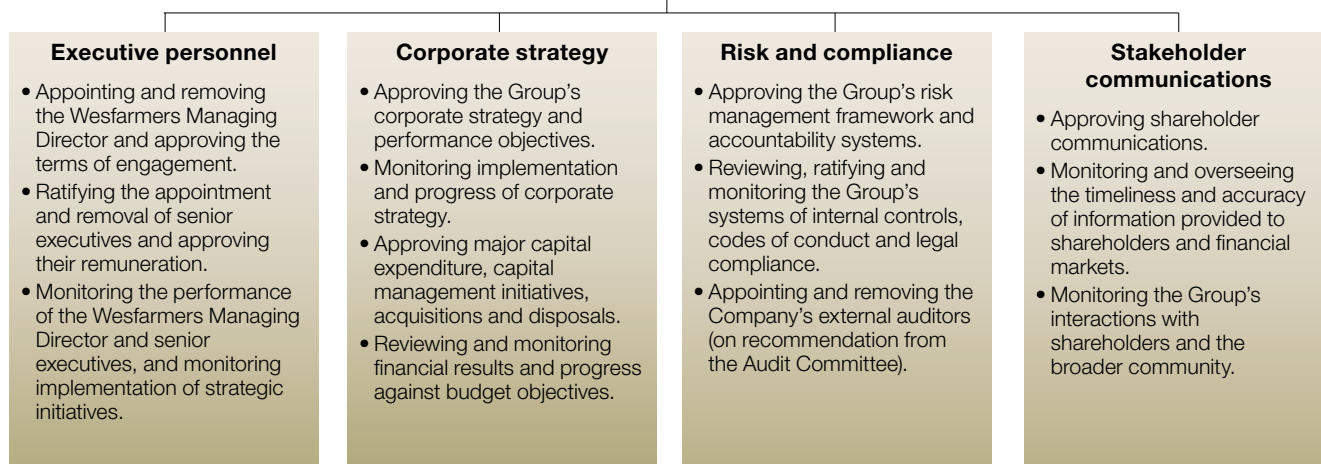 Executive personnel
• Appointing and removing
the Wesfarmers Managing
Director and approving the
terms of engagement.
• Ratifying the appointment
and removal of senior
executives and approving
their remuneration.
• Monitoring the performance
of the Wesfarmers Managing
Director and senior
executives, and monitoring
implementation of strategic
initiatives.
Corporate strategy
• Approving the Group’s
corporate strategy and
performance objectives.
• Monitoring implementation
and progress of corporate
strategy.
• Approving major capital
expenditure, capital
management initiatives,
acquisitions and disposals.
• Reviewing and monitoring
financial results and progress
against budget objectives.
Risk and compliance
• Approving the Group’s risk
management framework and
accountability systems.
• Reviewing, ratifying and
monitoring the Group’s
systems of internal controls,
codes of conduct and legal
compliance.
• Appointing and removing the
Company’s external auditors
(on recommendation from
the Audit Committee).
Stakeholder
communications
• Approving shareholder
communications.
• Monitoring and overseeing
the timeliness and accuracy
of information provided to
shareholders and financial
markets.
• Monitoring the Group’s
interactions with
shareholders and the
broader community.